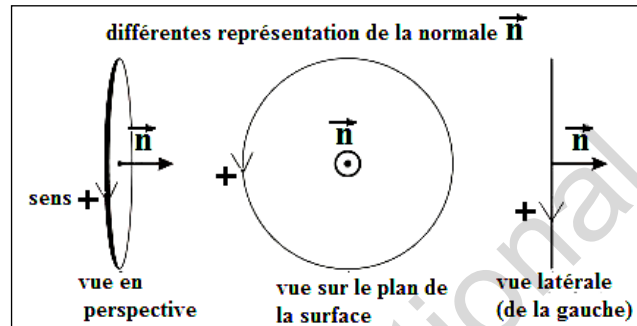 différentes représentation de la normale n
n
n
n
sens +
+
+
vue en
perspective
vue sur le plan de
la surface
vue latérale
(de la gauche)